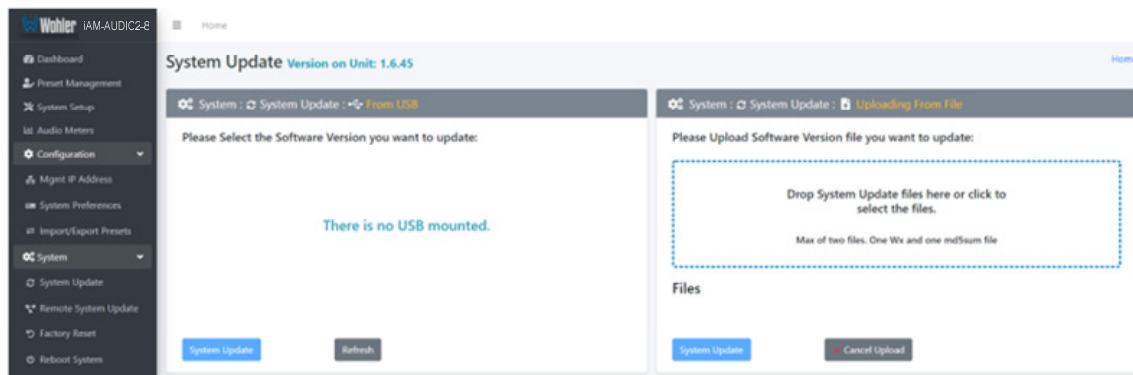 Wohler iAM-AUDIO2-8
Home
Dashboard
Preset Management
System Setup
Audio Meters
Configuration
Mgmt IP Address
System Preferences
Import/Export Presets
System
System Update
Remote System Update
Factory Reset
Reboot System
System Update Version on Unit: 1.6.45
Home
System : System Update : From USB
Please Select the Software Version you want to update:
There is no USB mounted.
System Update Refresh
System : System Update : Uploading From File
Please Upload Software Version file you want to update:
Drop System Update files here or click to
select the files.
Max of two files. One Wx and one md5sum file
Files
System Update Cancel Upload